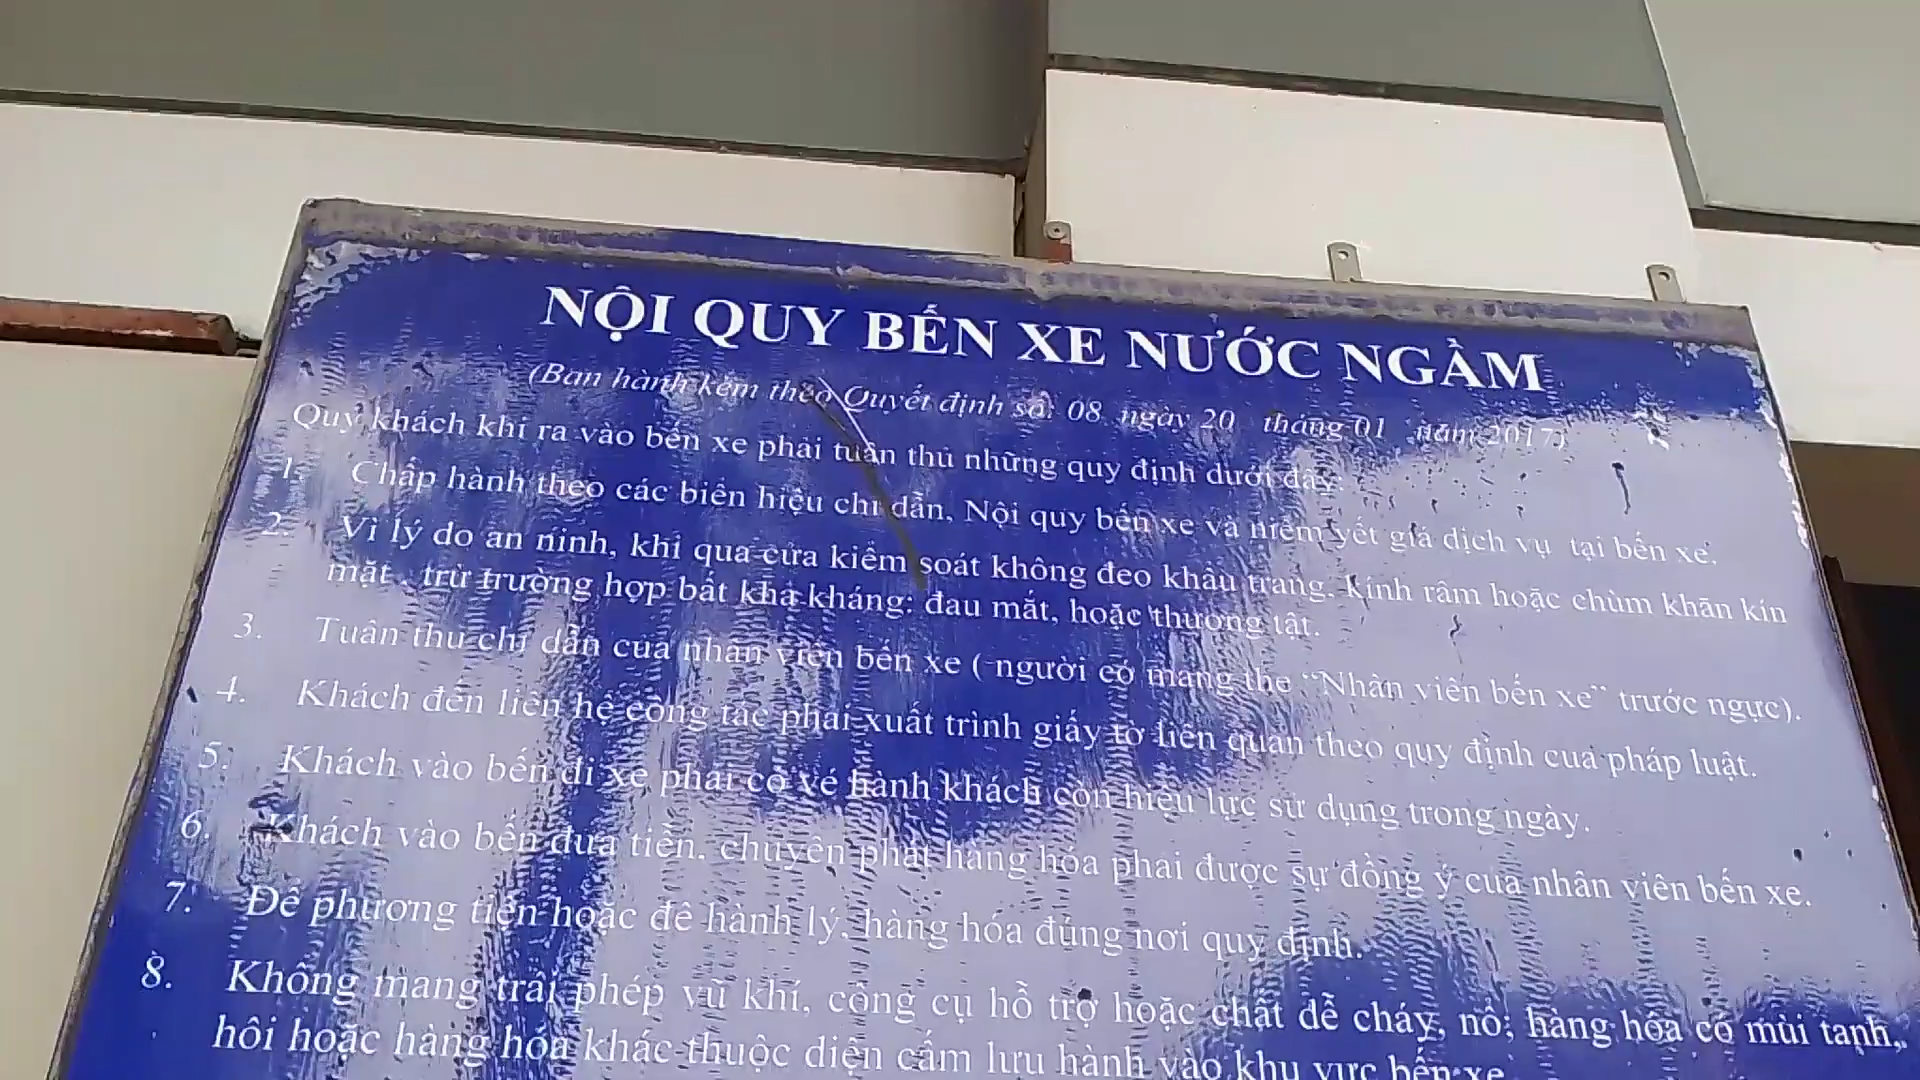 NỘI QUY BẾN XE NƯỚC NGẦM
(Ban hành kèm theo Quyết định số: 08 ngày 20 tháng 01 năm 2017)
Quý khách khi ra vào bến xe phải tuân thủ những quy định dưới đây:
1. Chấp hành theo các biển hiệu chỉ dẫn, Nội quy bến xe và niêm yết giá dịch vụ tại bến xe.
2. Vì lý do an ninh, khi qua cửa kiểm soát không đeo khẩu trang, kính râm hoặc chùm khăn kín
mặt, trừ trường hợp bất khả kháng: đau mắt, hoặc thương tật.
3. Tuân thủ chỉ dẫn của nhân viên bến xe ( người có mang thẻ “Nhân viên bến xe” trước ngực).
4. Khách đến liên hệ công tác phải xuất trình giấy tờ liên quan theo quy định của pháp luật.
5. Khách vào bến đi xe phải có vé hành khách còn hiệu lực sử dụng trong ngày.
6. Khách vào bến đưa tiễn, chuyển phát hàng hóa phải được sự đồng ý của nhân viên bến xe.
7. Để phương tiện hoặc để hành lý, hàng hóa đúng nơi quy định.
8. Không mang trái phép vũ khí, công cụ hỗ trợ hoặc chất dễ cháy, nổ; hàng hóa có mùi tanh,
hôi hoặc hàng hóa khác thuộc diện cấm lưu hành vào khu vực bến xe.